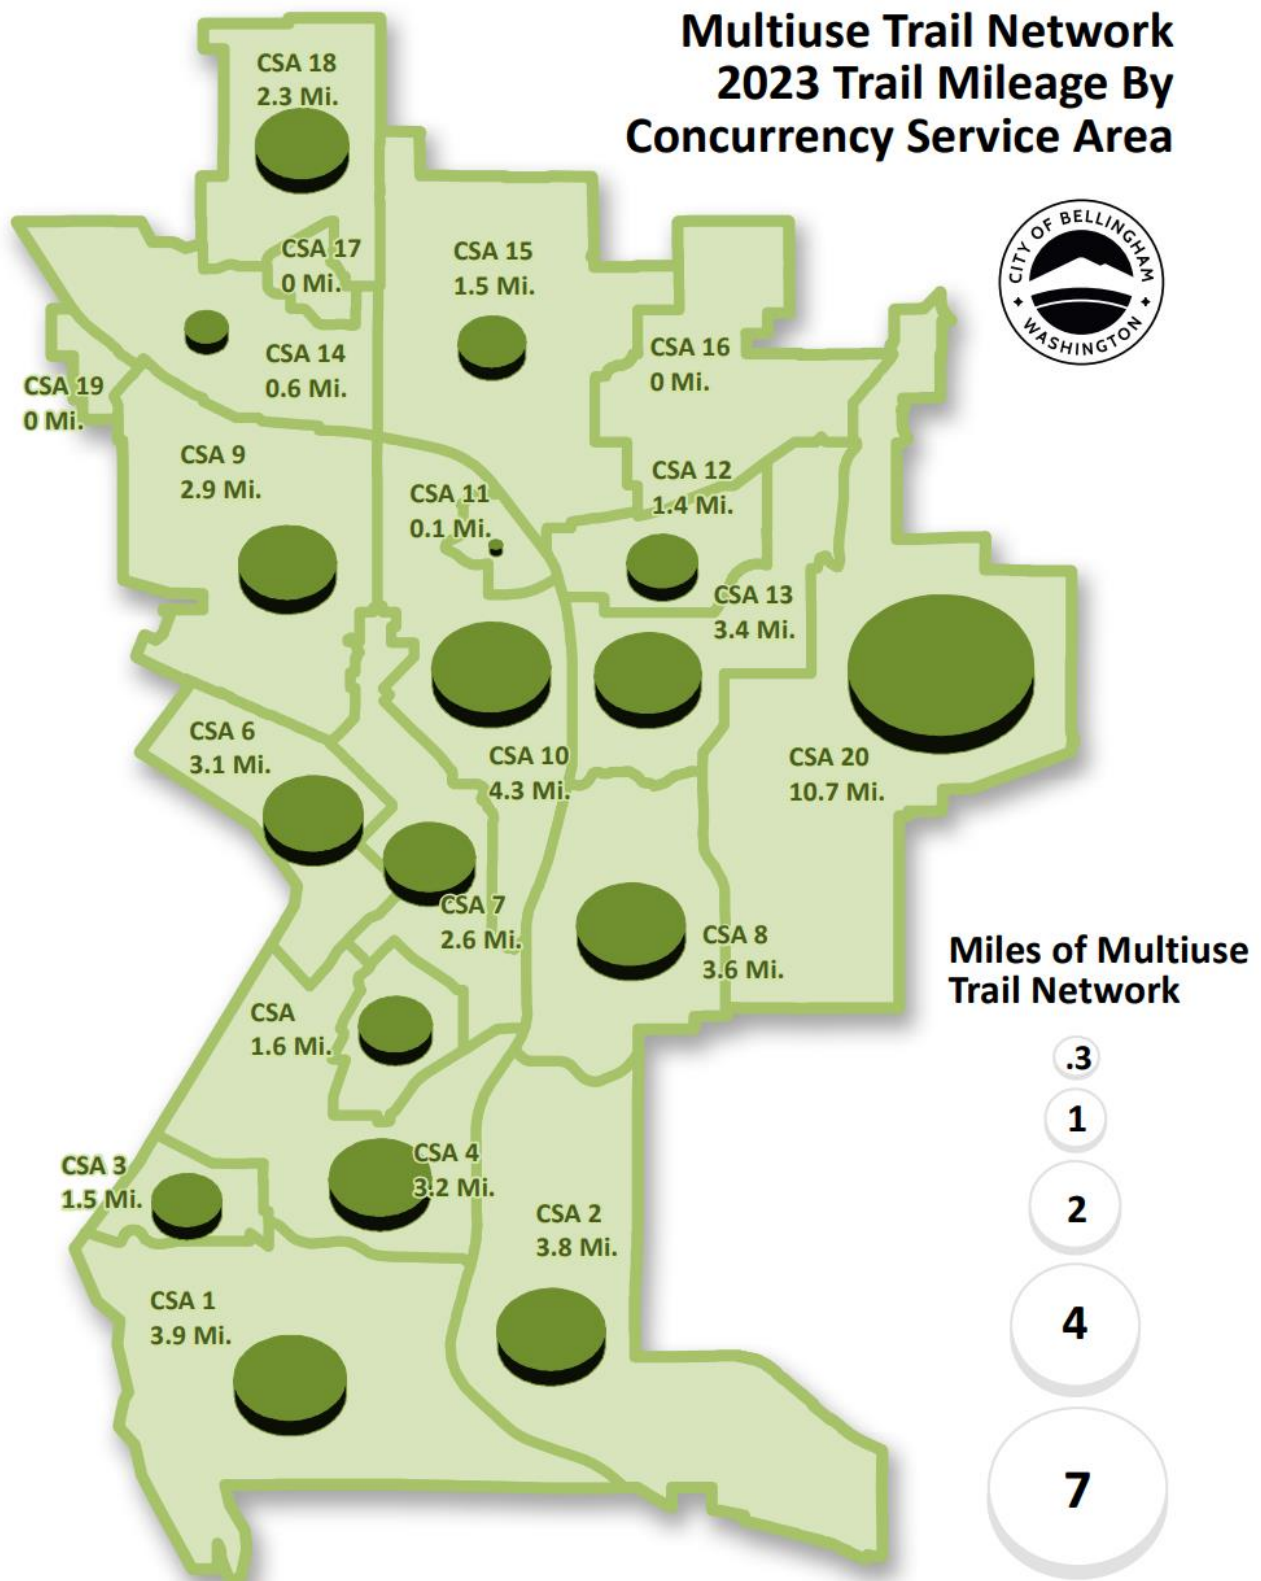 Multiuse Trail Network
2023 Trail Mileage By
Concurrency Service Area
CITY OF BELLINGHAM
WASHINGTON
CSA 18
2.3 Mi.
CSA 17
0 Mi.
CSA 15
1.5 Mi.
CSA 14
0.6 Mi.
CSA 16
0 Mi.
CSA 19
0 Mi.
CSA 9
2.9 Mi.
CSA 11
0.1 Mi.
CSA 12
1.4 Mi.
CSA 13
3.4 Mi.
CSA 6
3.1 Mi.
CSA 10
4.3 Mi.
CSA 20
10.7 Mi.
CSA 7
2.6 Mi.
CSA 8
3.6 Mi.
CSA
1.6 Mi.
CSA 3
1.5 Mi.
CSA 4
3.2 Mi.
CSA 2
3.8 Mi.
CSA 1
3.9 Mi.
Miles of Multiuse
Trail Network
.3
1
2
4
7